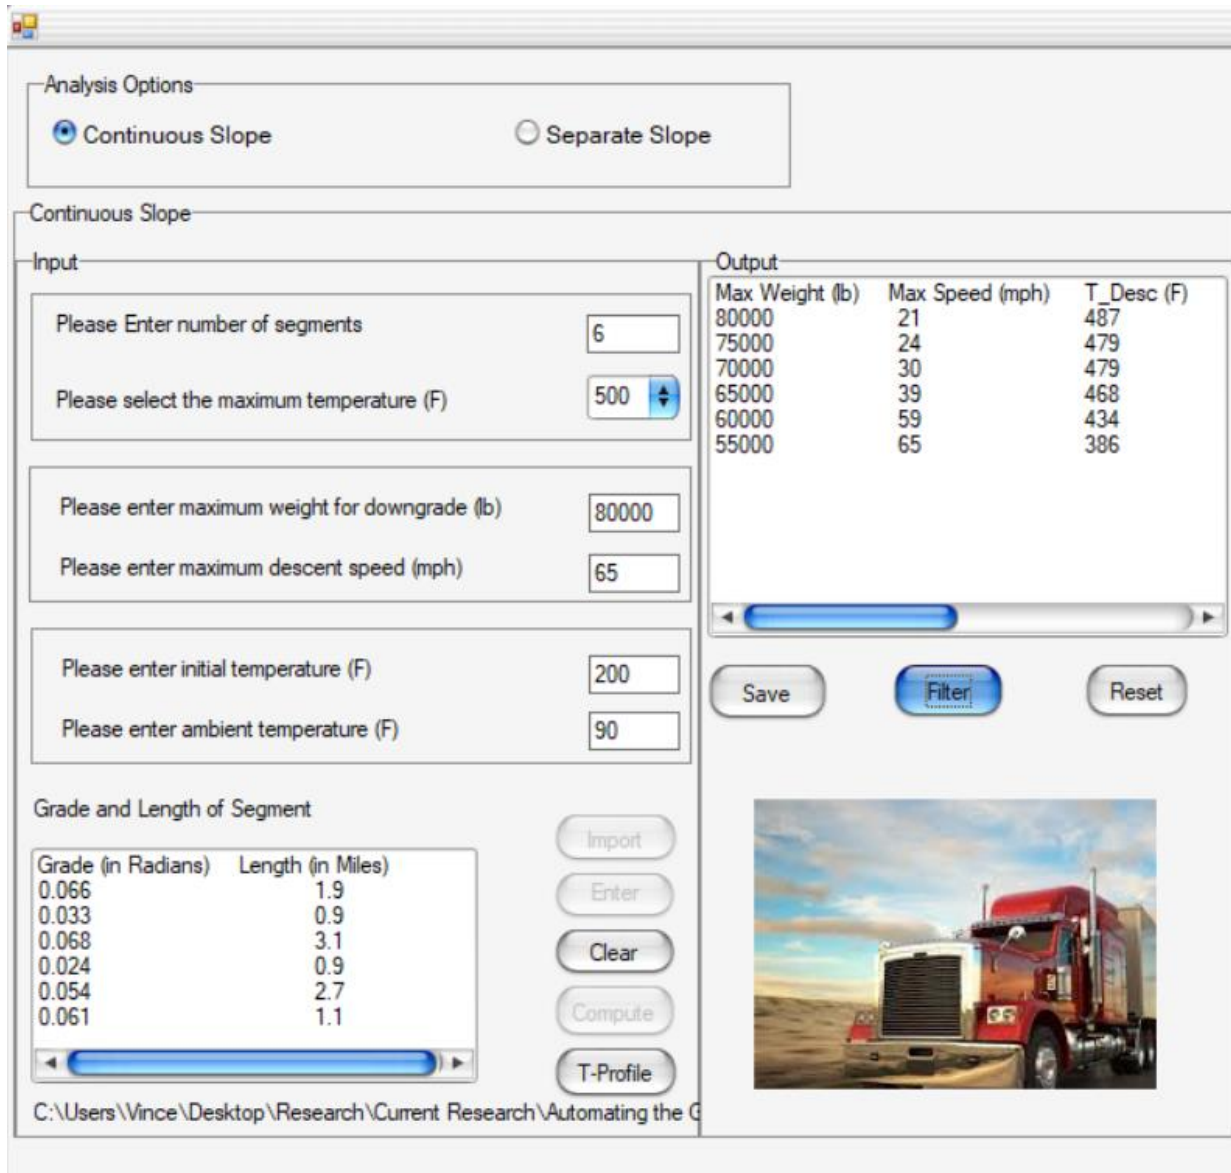 Analysis Options
Continuous Slope Separate Slope
Continuous Slope
Input
Please Enter number of segments 6
Please select the maximum temperature (F) 500
Please enter maximum weight for downgrade (lb) 80000
Please enter maximum descent speed (mph) 65
Please enter initial temperature (F) 200
Please enter ambient temperature (F) 90
Grade and Length of Segment
Grade (in Radians) Length (in Miles)
0.066 1.9
0.033 0.9
0.068 3.1
0.024 0.9
0.054 2.7
0.061 1.1
Import
Enter
Clear
Compute
T-Profile
C:\Users\Vince\Desktop\Research\Current Research\Automating the G
Output
Max Weight (lb) Max Speed (mph) T_Desc (F)
80000 21 487
75000 24 479
70000 30 479
65000 39 468
60000 59 434
55000 65 386
Save Filter Reset